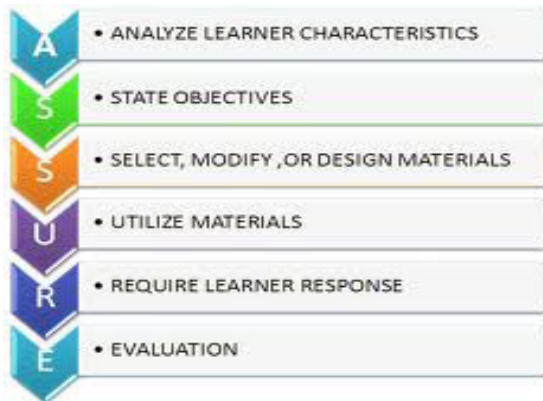 A • ANALYZE LEARNER CHARACTERISTICS
S • STATE OBJECTIVES
S • SELECT, MODIFY ,OR DESIGN MATERIALS
U • UTILIZE MATERIALS
R • REQUIRE LEARNER RESPONSE
E • EVALUATION